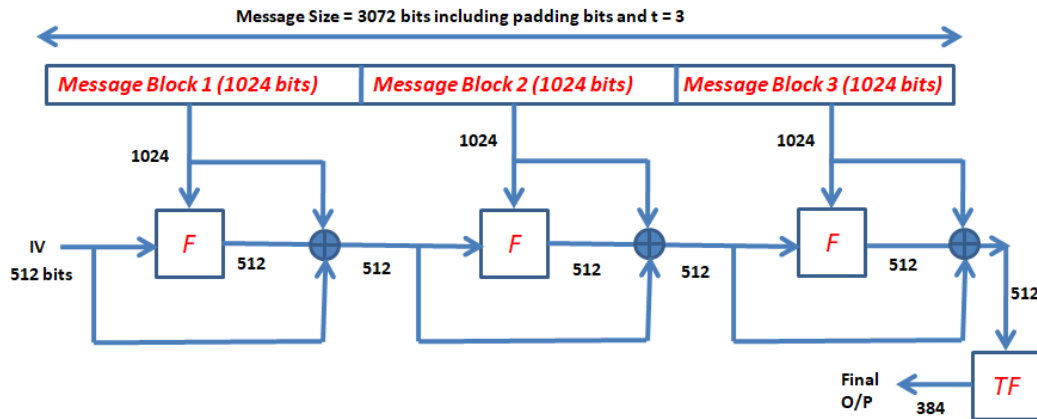 Message Size = 3072 bits including padding bits and t = 3
Message Block 1 (1024 bits) Message Block 2 (1024 bits) Message Block 3 (1024 bits)
1024 1024 1024
F F F
IV
512 bits
512 512 512 512 512
512
Final
O/P
384
TF